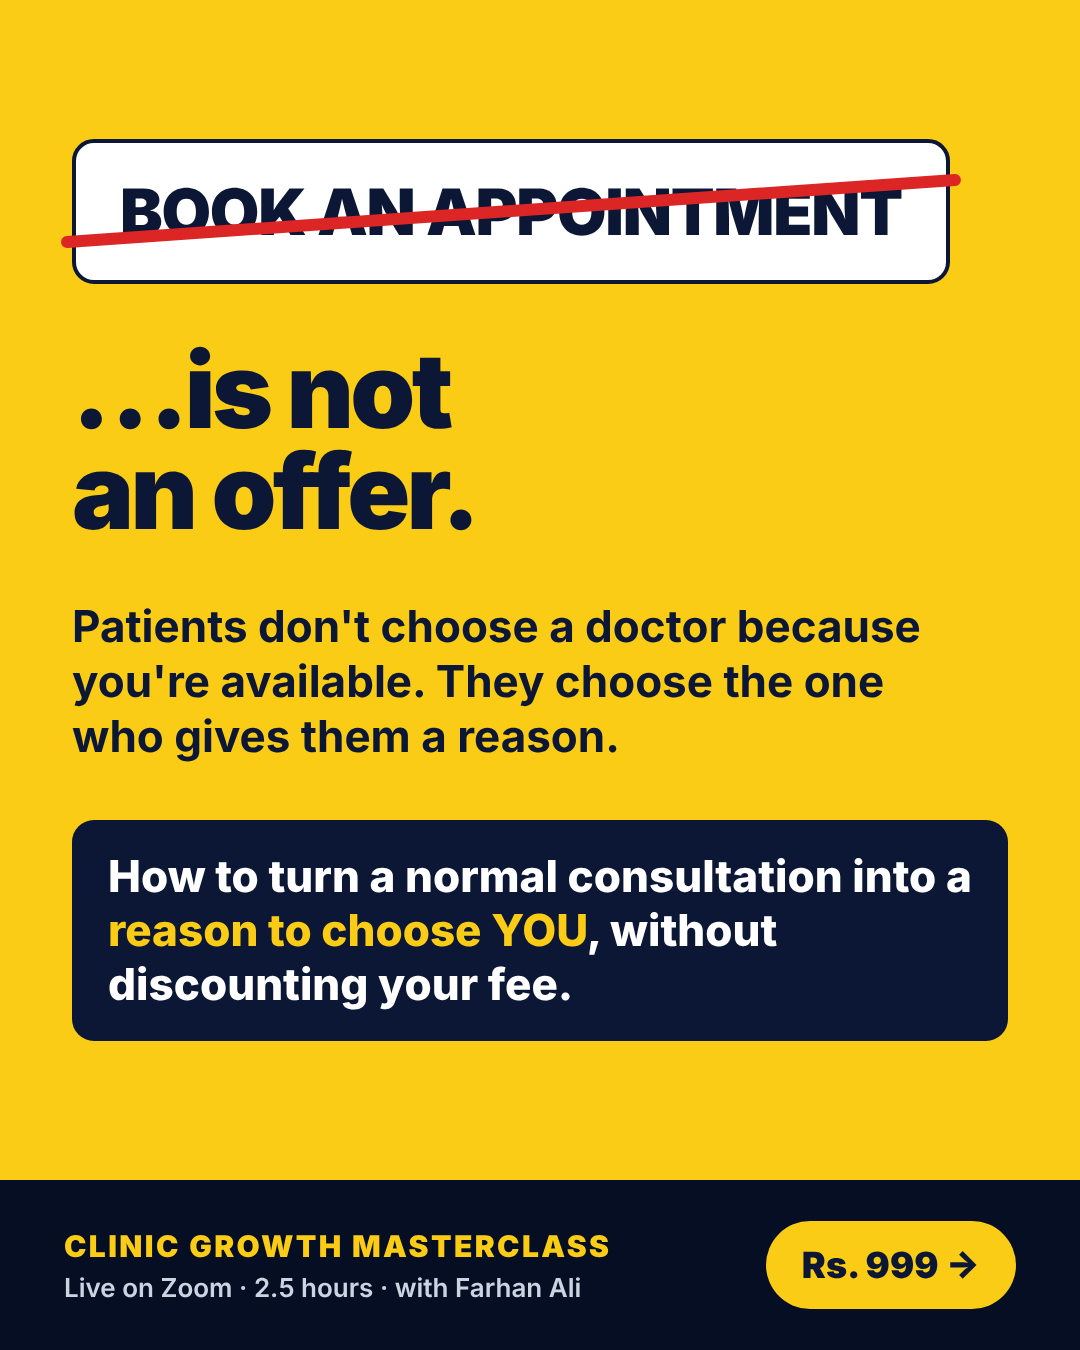 BOOK AN APPOINTMENT
...is not
an offer.
Patients don't choose a doctor because
you're available. They choose the one
who gives them a reason.
How to turn a normal consultation into a
reason to choose YOU, without
discounting your fee.
CLINIC GROWTH MASTERCLASS
Live on Zoom · 2.5 hours · with Farhan Ali
Rs. 999 →